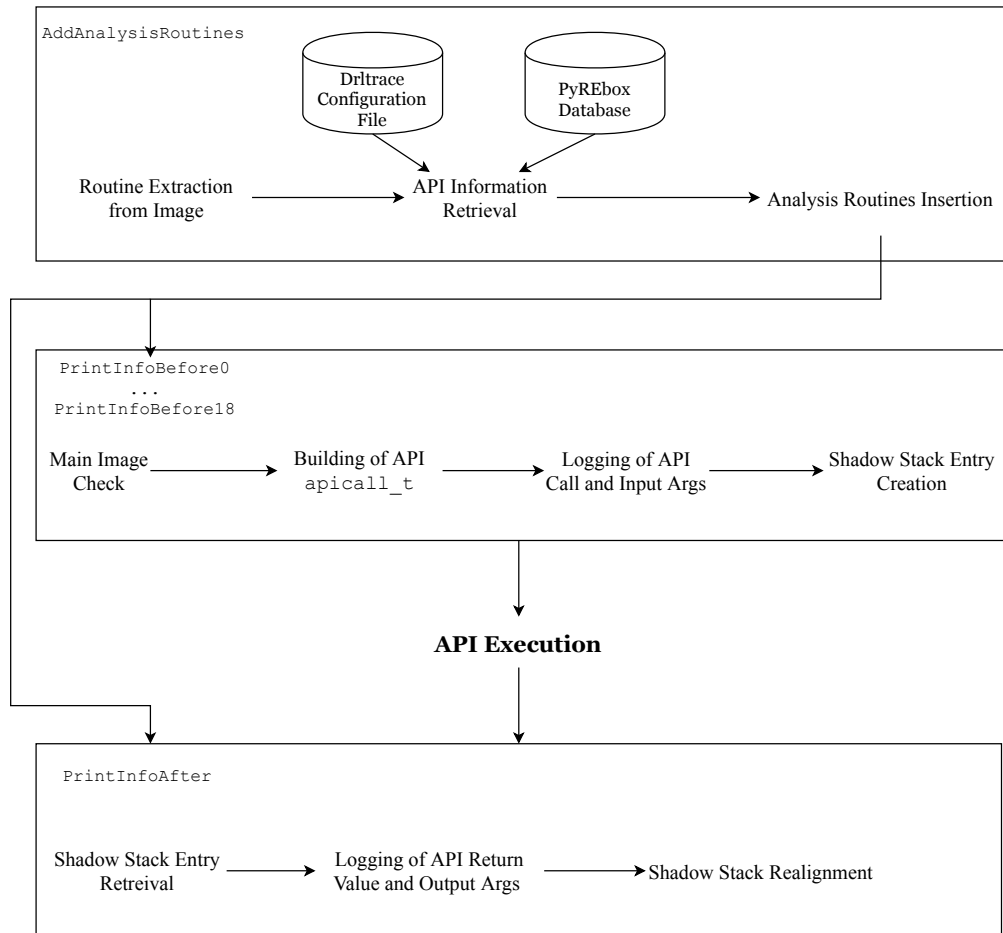 AddAnalysisRoutines
Drltrace
Configuration
File
PyREbox
Database
Routine Extraction
from Image
API Information
Retrieval
Analysis Routines Insertion
PrintInfoBefore0
...
PrintInfoBefore18
Main Image
Check
Building of API
apicall_t
Logging of API
Call and Input Args
Shadow Stack Entry
Creation
API Execution
PrintInfoAfter
Shadow Stack Entry
Retreival
Logging of API Return
Value and Output Args
Shadow Stack Realignment